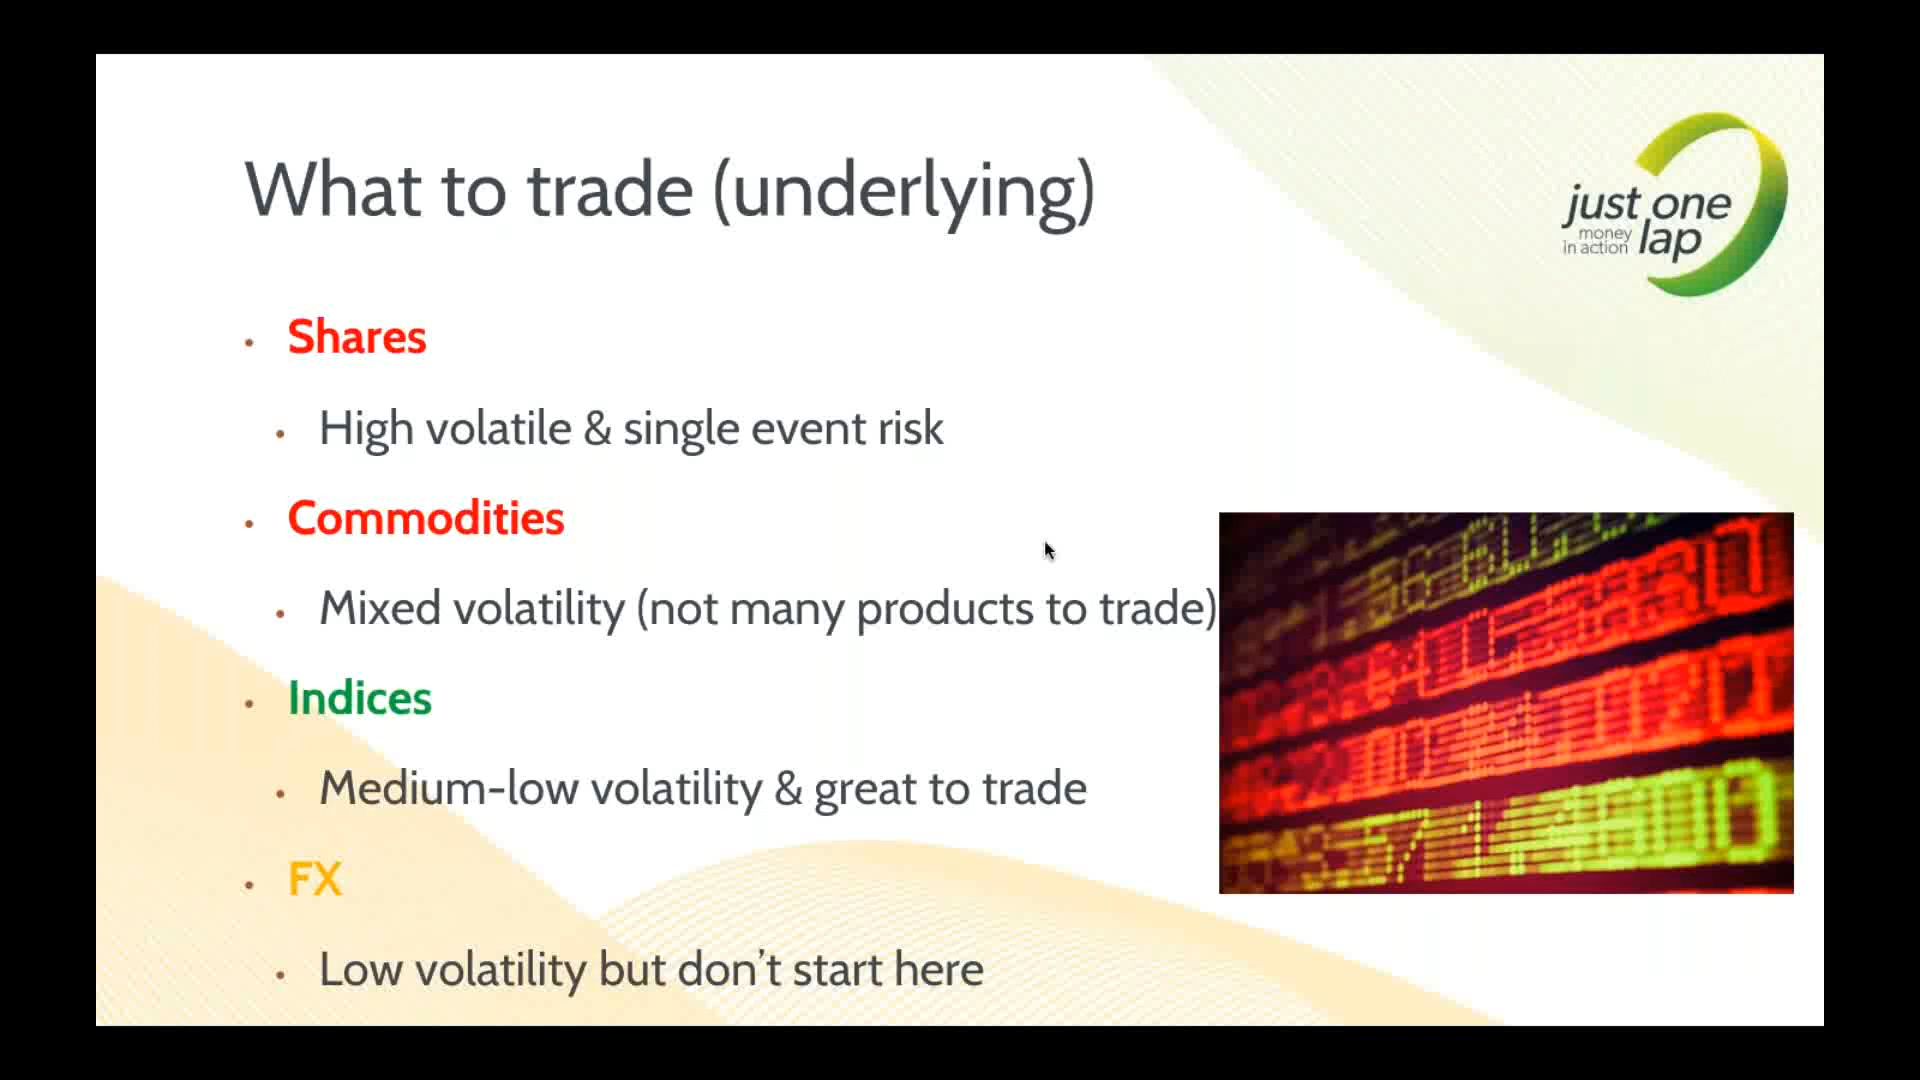 What to trade (underlying)
just one
money
in action
lap
• Shares
• High volatile & single event risk
• Commodities
• Mixed volatility (not many products to trade)
• Indices
• Medium-low volatility & great to trade
• FX
• Low volatility but don’t start here